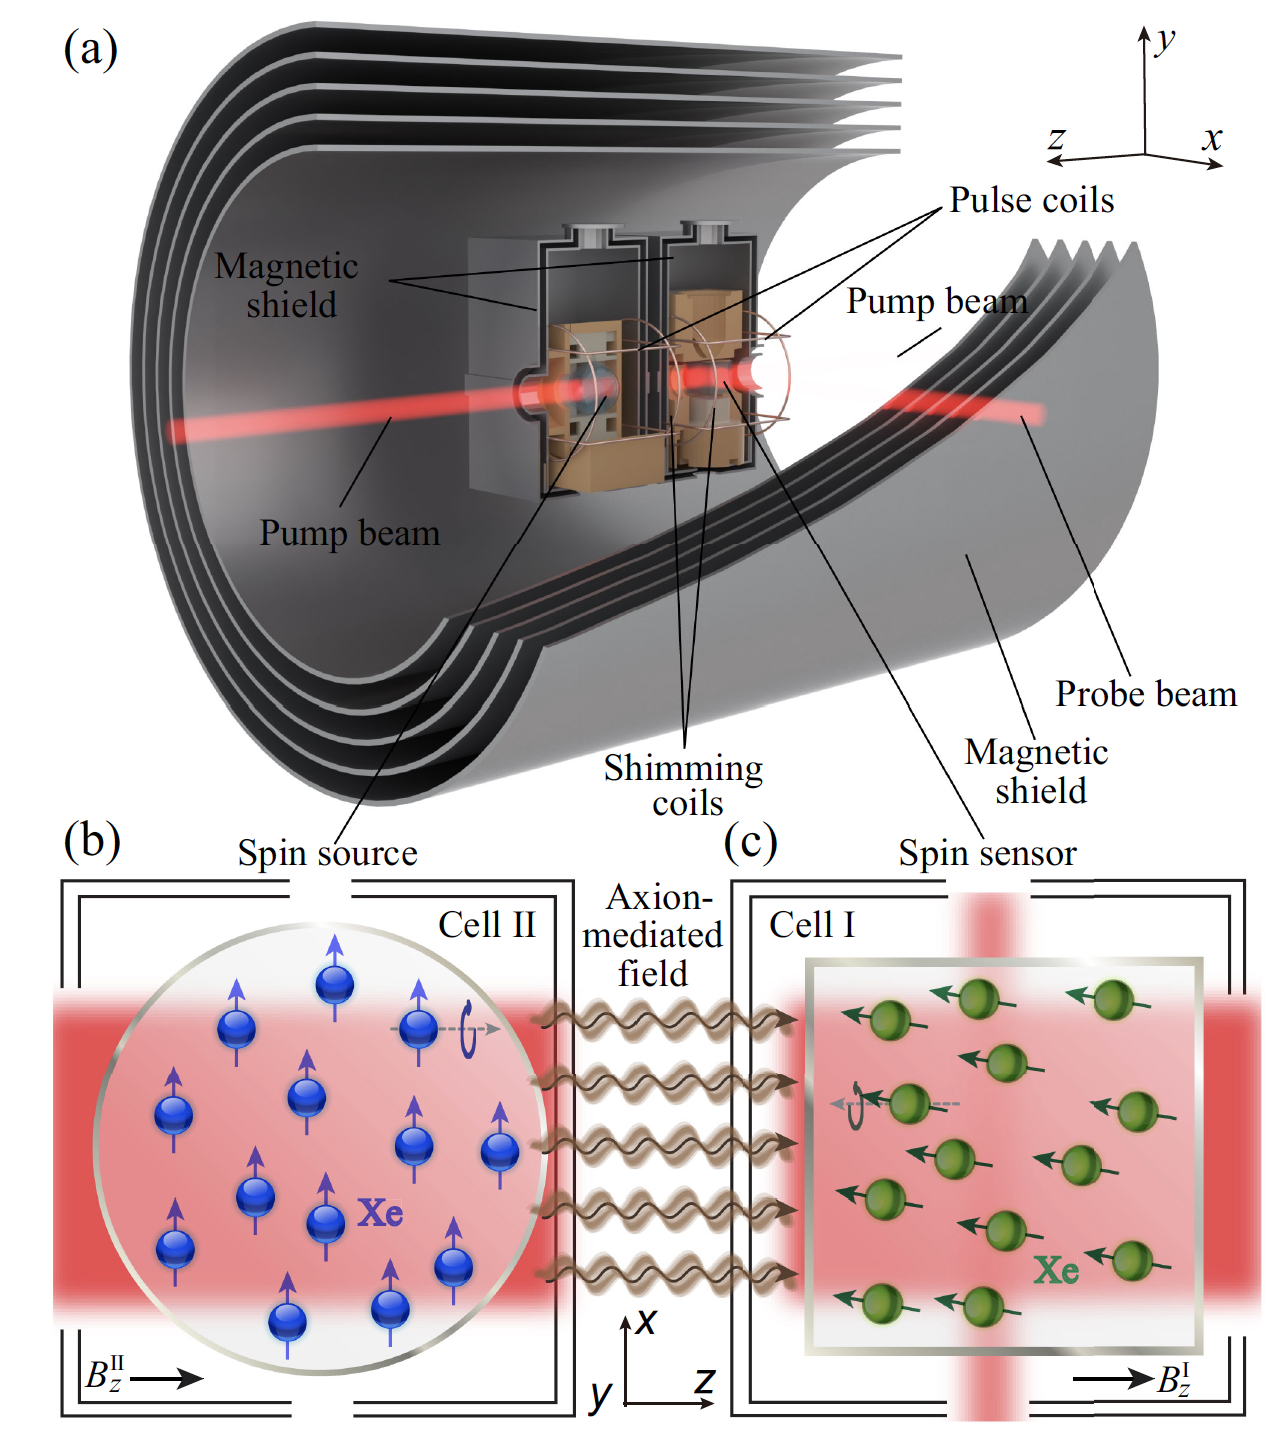 (a)
y
z
x
Pulse coils
Magnetic
shield
Pump beam
Pump beam
Probe beam
Magnetic
shield
Shimming
coils
(b)
Spin source
(c)
Spin sensor
Cell II
Axion-
mediated
field
Cell I
Xe
Xe
B_z^II
x
y
z
B_z^I